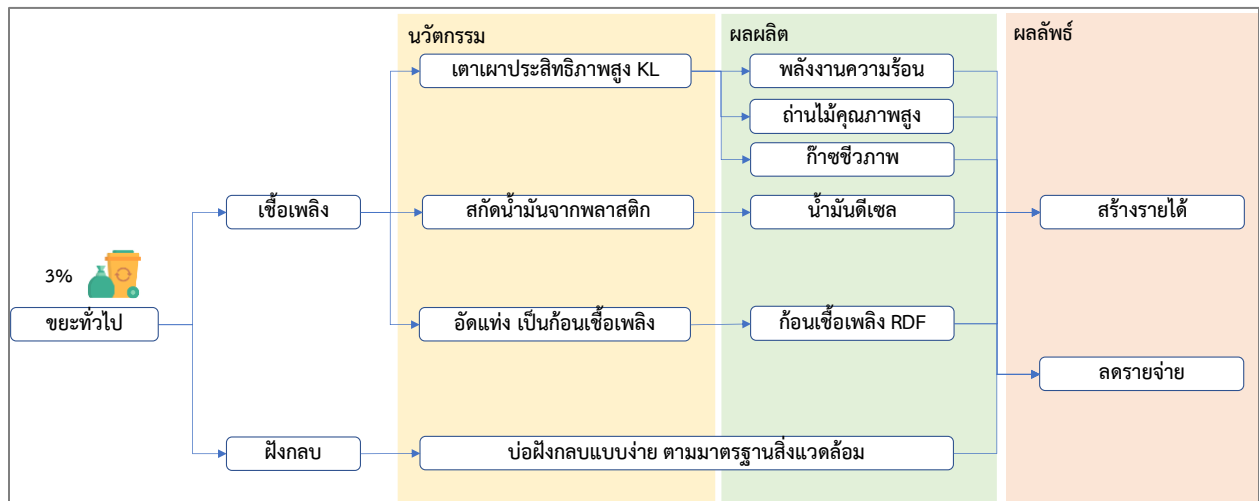 นวัตกรรม
ผลผลิต
ผลลัพธ์
เตาเผาประสิทธิภาพสูง KL
พลังงานความร้อน
ถ่านไม้คุณภาพสูง
ก๊าซชีวภาพ
เชื้อเพลิง
สกัดน้ำมันจากพลาสติก
น้ำมันดีเซล
สร้างรายได้
3%
ขยะทั่วไป
อัดแท่ง เป็นก้อนเชื้อเพลิง
ก้อนเชื้อเพลิง RDF
ลดรายจ่าย
ฝังกลบ
บ่อฝังกลบแบบง่าย ตามมาตรฐานสิ่งแวดล้อม